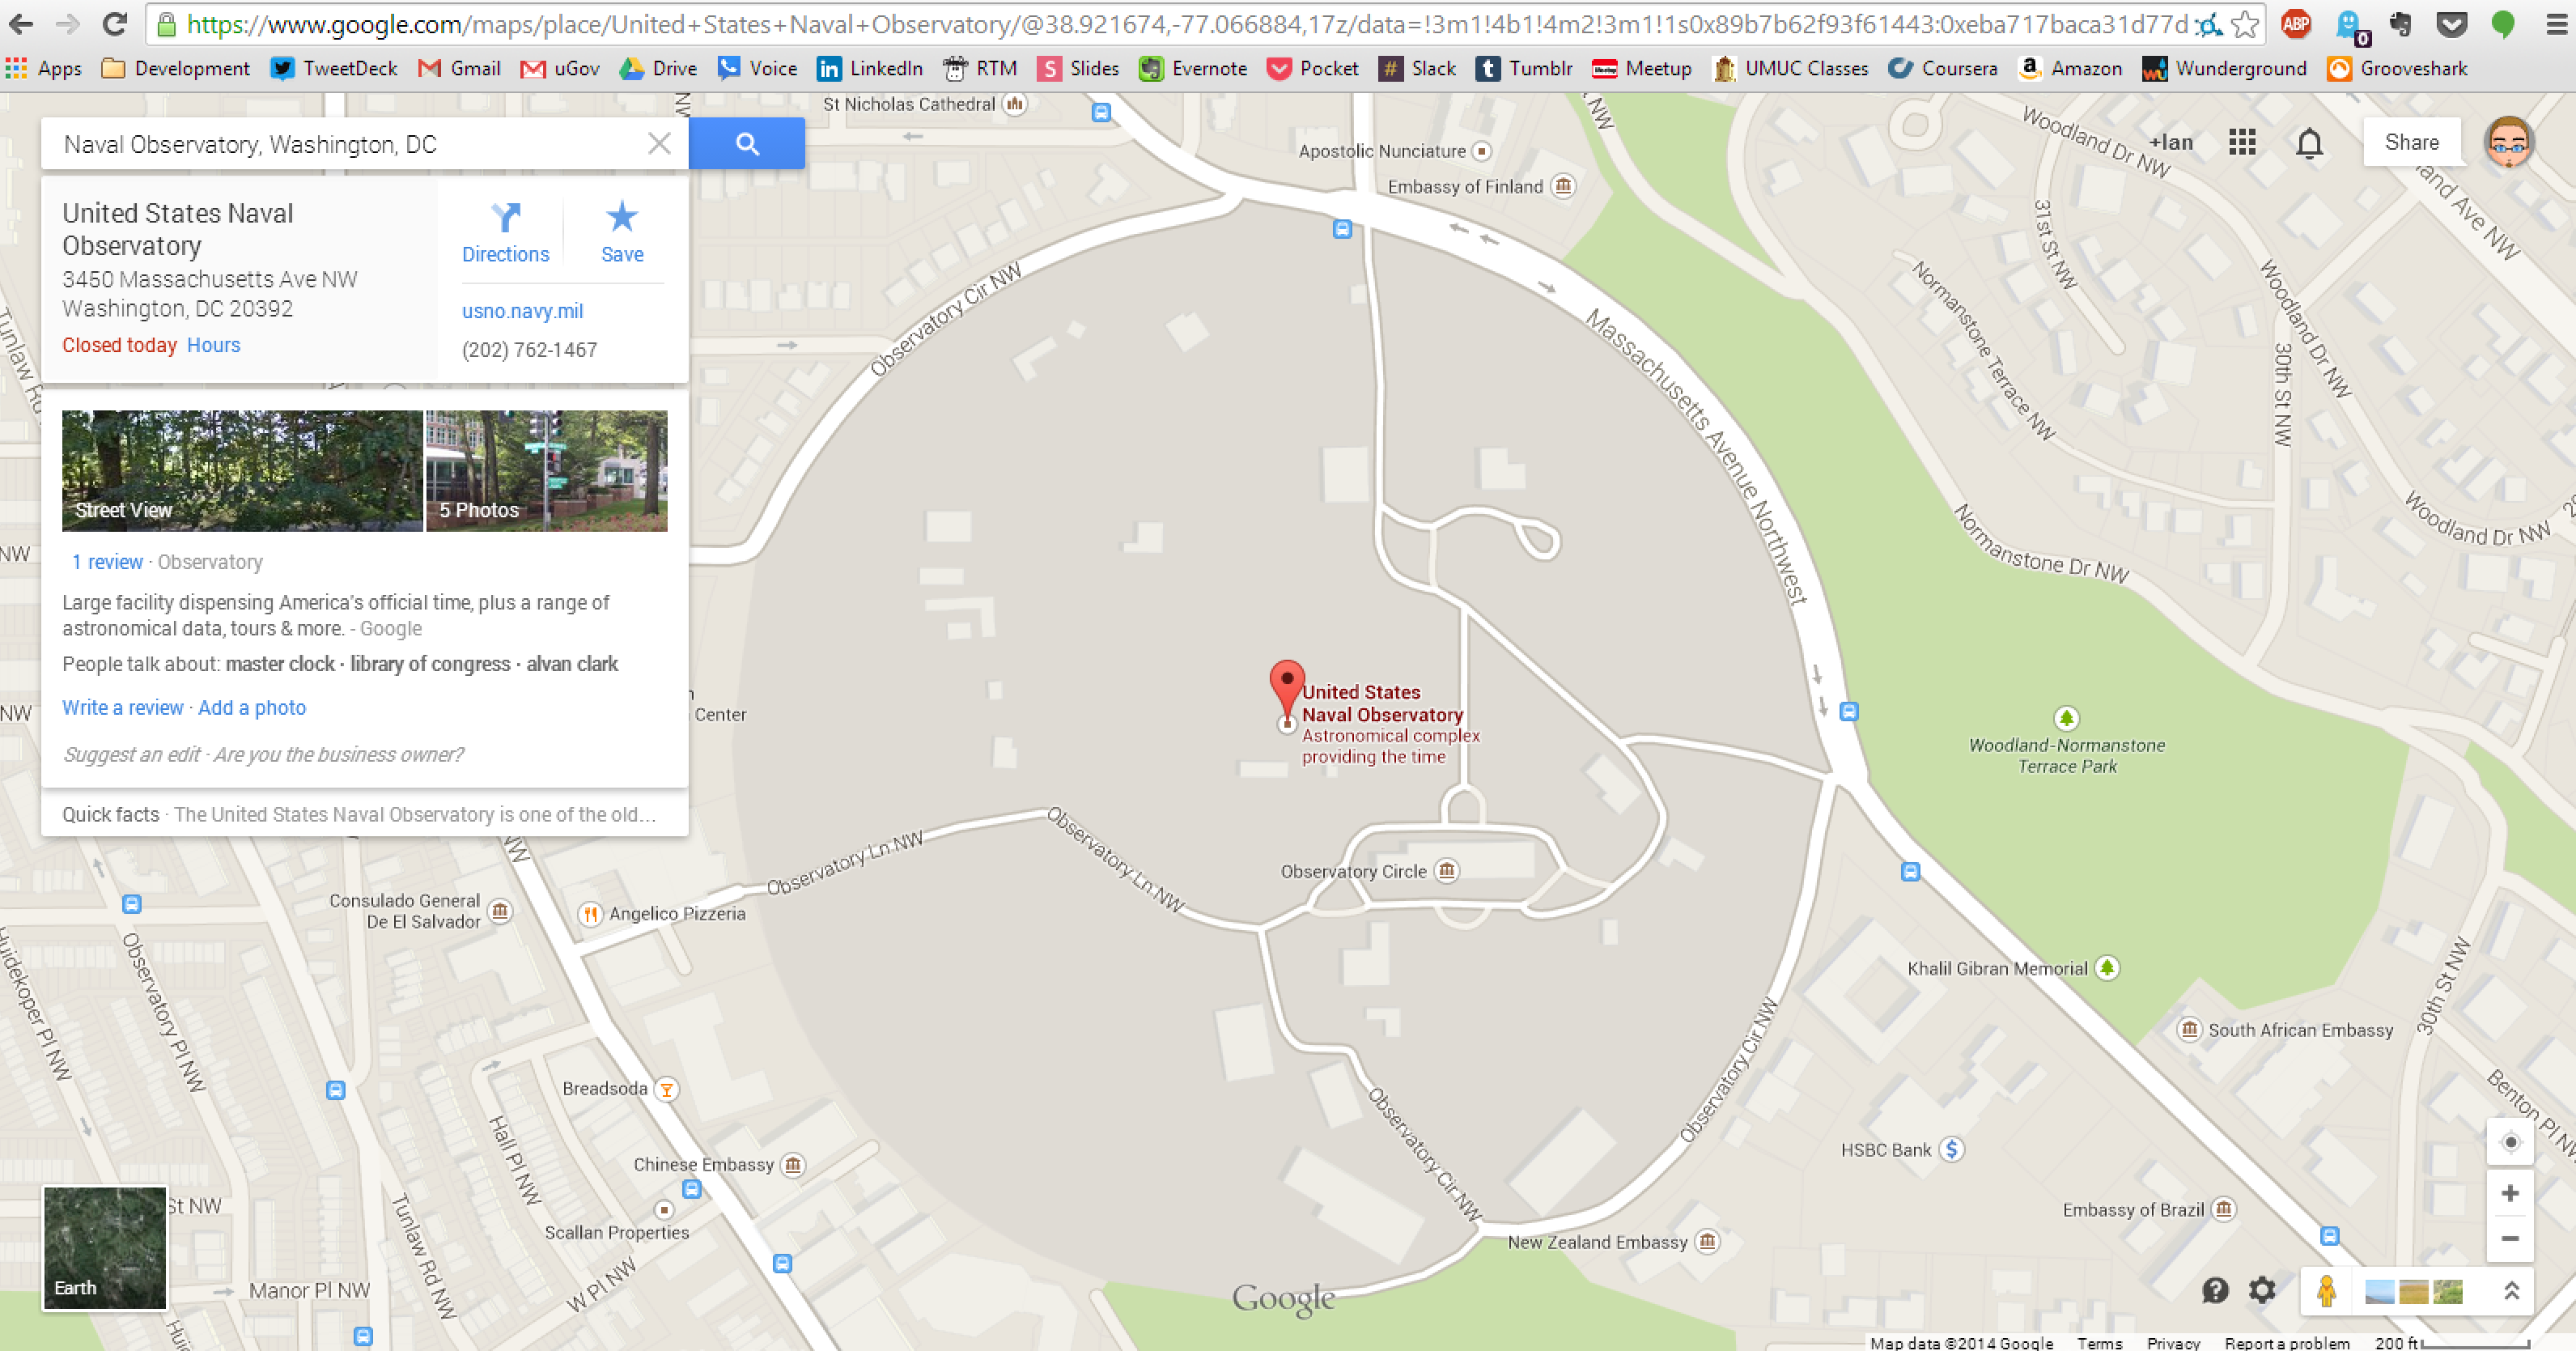 https://www.google.com/maps/place/United+States+Naval+Observatory/@38.921674,-77.066884,17z/data=!3m1!4b1!4m2!3m1!1s0x89b7b62f93f61443:0xeba717baca31d77d
ABP
0
Apps Development TweetDeck Gmail uGov Drive Voice LinkedIn RTM Slides Evernote Pocket Slack Tumblr Meetup UMUC Classes Coursera Amazon Wunderground Grooveshark
Naval Observatory, Washington, DC
+Ian
Share
United States Naval
Observatory
3450 Massachusetts Ave NW
Washington, DC 20392
Closed today Hours
Directions
Save
usno.navy.mil
(202) 762-1467
Street View
5 Photos
1 review · Observatory
Large facility dispensing America's official time, plus a range of
astronomical data, tours & more. - Google
People talk about: master clock · library of congress · alvan clark
Write a review · Add a photo
Suggest an edit · Are you the business owner?
Quick facts · The United States Naval Observatory is one of the old...
St Nicholas Cathedral
Apostolic Nunciature
Embassy of Finland
NW
NW
Woodland Dr NW
land Ave NW
31st St NW
Woodland Dr NW
Normanstone Terrace NW
30th St NW
Woodland Dr NW
Normanstone Dr NW
Observatory Cir NW
Massachusetts Avenue Northwest
Tunlaw Rd
NW
NW
Center
United States
Naval Observatory
Astronomical complex
providing the time
Woodland-Normanstone
Terrace Park
Observatory Ln NW
Observatory Ln NW
Observatory Circle
NW
Consulado General
De El Salvador
Angelico Pizzeria
Huidekoper Pl NW
Observatory Pl NW
Khalil Gibran Memorial
South African Embassy
30th St NW
Observatory Cir NW
Observatory Cir NW
Benton Pl NW
Breadsoda
Hall Pl NW
Chinese Embassy
HSBC Bank
Embassy of Brazil
New Zealand Embassy
Scallan Properties
St NW
Tunlaw Rd NW
W Pl NW
Manor Pl NW
Hui
Earth
Google
Map data ©2014 Google Terms Privacy Report a problem 200 ft